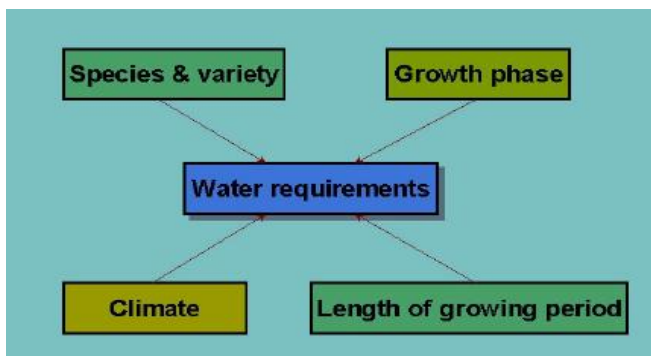 Species & variety
Growth phase
Water requirements
Climate
Length of growing period